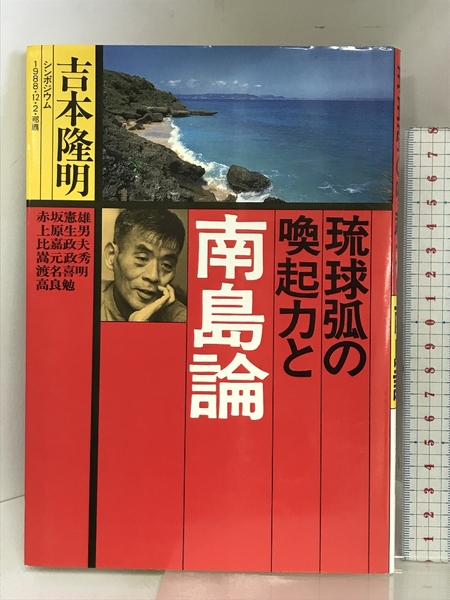 琉球弧の
喚起力と
南島論
吉本隆明
シンポジウム
1988・12・2・那覇
赤坂憲雄
上原生男
比嘉政夫
嵩元政秀
渡名喜明
高良勉